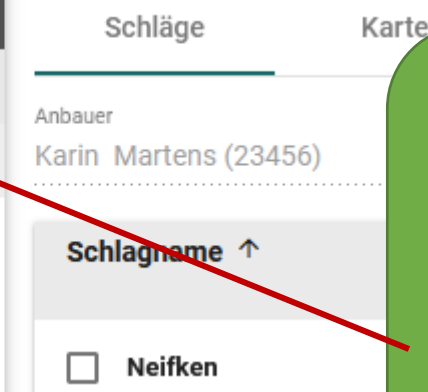 Schläge Karte
Anbauer
Karin Martens (23456)
Schlagname ↑
Neifken